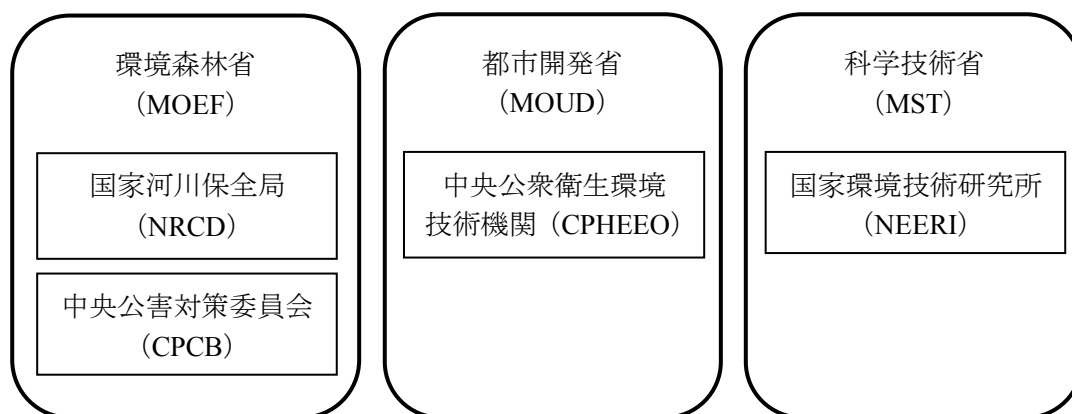 環境森林省
（MOEF）
国家河川保全局
（NRCD）
中央公害対策委員会
（CPCB）
都市開発省
（MOUD）
中央公衆衛生環境
技術機関（CPHEEO）
科学技術省
（MST）
国家環境技術研究所
（NEERI）